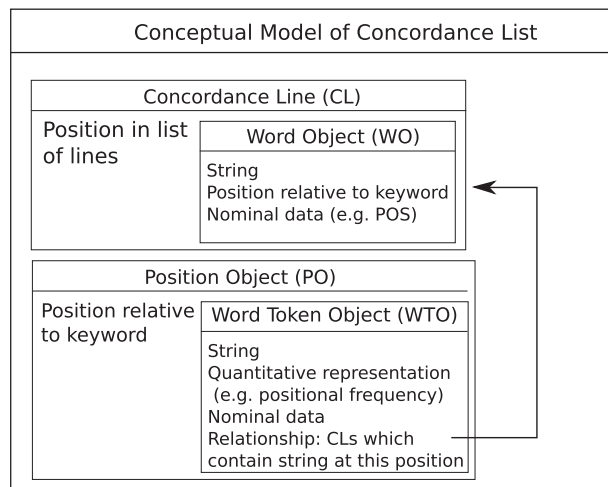 Conceptual Model of Concordance List
Concordance Line (CL)
Position in list
of lines
Word Object (WO)
String
Position relative to keyword
Nominal data (e.g. POS)
Position Object (PO)
Position relative
to keyword
Word Token Object (WTO)
String
Quantitative representation
(e.g. positional frequency)
Nominal data
Relationship: CLs which
contain string at this position